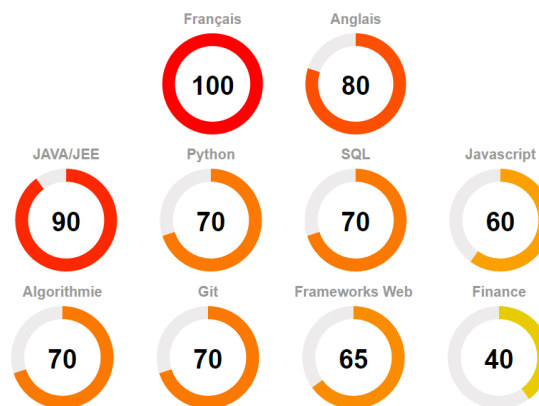 Français Anglais
100 80
JAVA/JEE Python SQL Javascript
90 70 70 60
Algorithmie Git Frameworks Web Finance
70 70 65 40